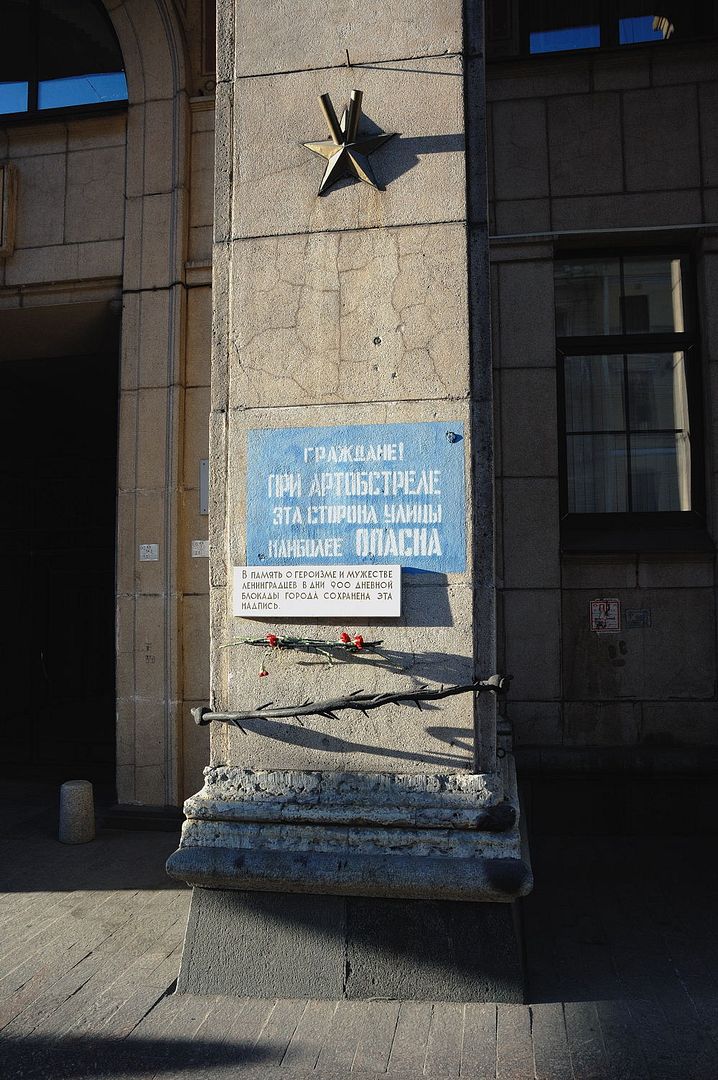 ГРАЖДАНЕ!
ПРИ АРТОБСТРЕЛЕ
ЭТА СТОРОНА УЛИЦЫ
НАИБОЛЕЕ ОПАСНА
В ПАМЯТЬ О ГЕРОИЗМЕ И МУЖЕСТВЕ
ЛЕНИНГРАДЦЕВ В ДНИ 900 ДНЕВНОЙ
БЛОКАДЫ ГОРОДА СОХРАНЕНА ЭТА
НАДПИСЬ.